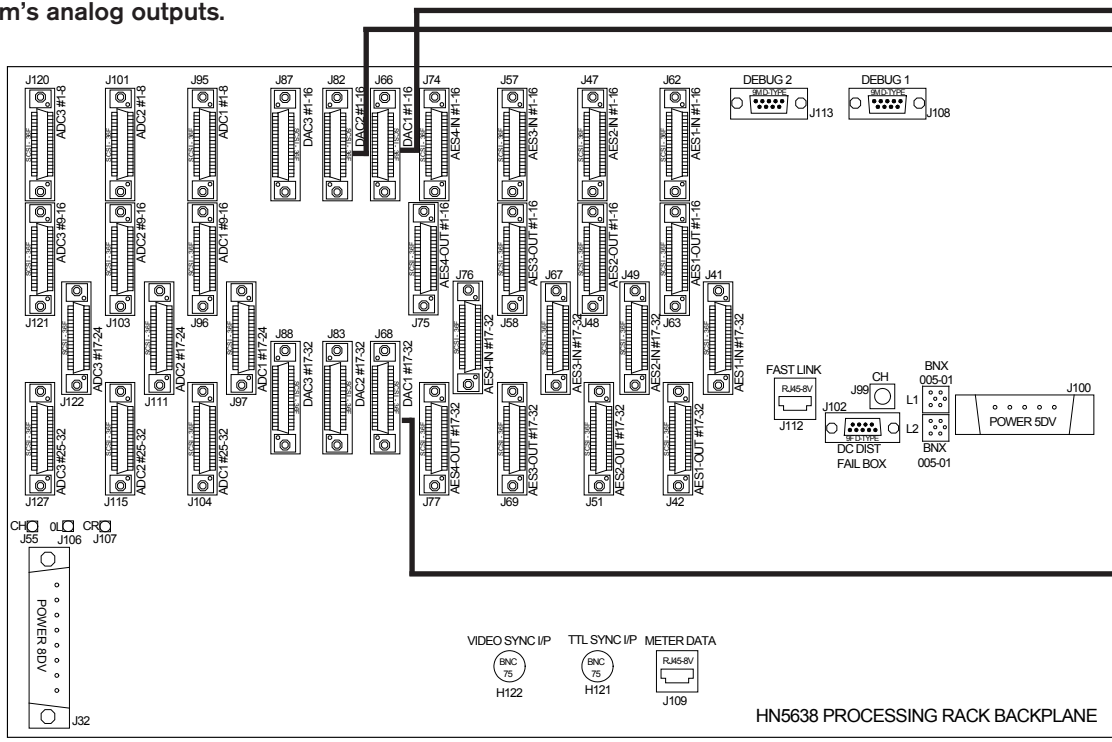 m's analog outputs.
J120
J101
J95
J87
J82
J66
J74
J57
J47
J62
DEBUG 2
DEBUG 1
SCSI - 36F
ADC3 #1-8
ADC2 #1-8
ADC1 #1-8
DAC3 #1-16
DAC2 #1-16
DAC1 #1-16
AES4-IN #1-16
AES3-IN #1-16
AES2-IN #1-16
AES1-IN #1-16
9M D-TYPE
J113
9M D-TYPE
J108
ADC3 #9-16
ADC2 #9-16
ADC1 #9-16
AES4-OUT #1-16
AES3-OUT #1-16
AES2-OUT #1-16
AES1-OUT #1-16
J121
J103
J96
J75
J58
J48
J63
J76
J67
J49
J41
J88
J83
J68
ADC3 #17-24
ADC2 #17-24
ADC1 #17-24
DAC3 #17-32
DAC2 #17-32
DAC1 #17-32
AES4-IN #17-32
AES3-IN #17-32
AES2-IN #17-32
AES1-IN #17-32
J122
J111
J97
ADC3 #25-32
ADC2 #25-32
ADC1 #25-32
AES4-OUT #17-32
AES3-OUT #17-32
AES2-OUT #17-32
AES1-OUT #17-32
J127
J115
J104
J77
J69
J51
J42
FAST LINK
RJ45-8V
J112
CH
J99
J102
9F D-TYPE
DC DIST
FAIL BOX
BNX
005-01
L1
L2
BNX
005-01
J100
POWER 5DV
CH
J55
0L
J106
CR
J107
POWER 8DV
J32
VIDEO SYNC I/P
BNC
75
H122
TTL SYNC I/P
BNC
75
H121
METER DATA
RJ45-8V
J109
HN5638 PROCESSING RACK BACKPLANE